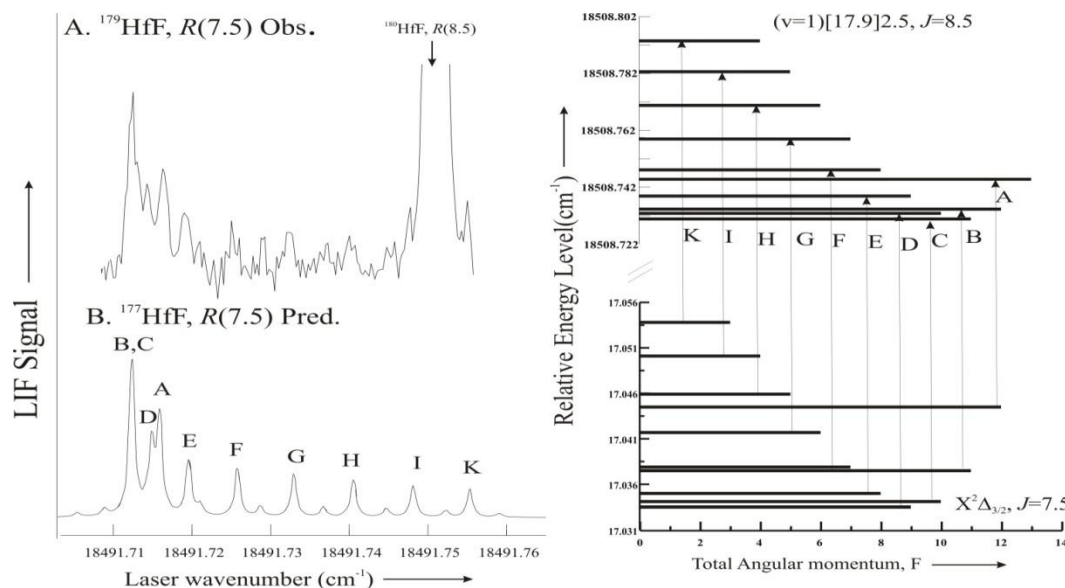 A. ¹⁷⁹HfF, R(7.5) Obs.
¹⁸⁰HfF, R(8.5)
B. ¹⁷⁷HfF, R(7.5) Pred.
B,C
A
D
E
F
G
H
I
K
LIF Signal
18491.71 18491.72 18491.73 18491.74 18491.75 18491.76
Laser wavenumber (cm⁻¹)
(v=1)[17.9]2.5, J=8.5
18508.802
18508.782
18508.762
18508.742
18508.722
K I H G F E D C B A
Relative Energy Level(cm⁻¹)
17.056
17.051
17.046
17.041
17.036
17.031
X²Δ₃/₂, J=7.5
0 2 4 6 8 10 12 14
Total Angular momentum, F